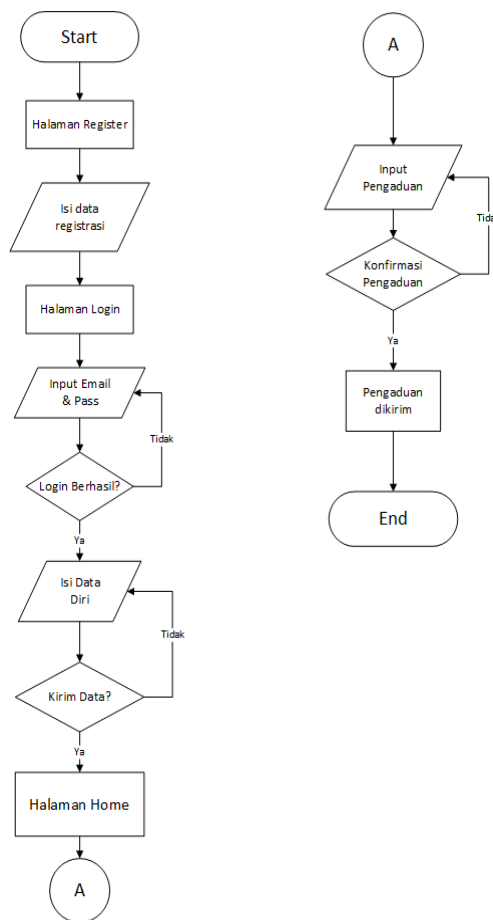 Start
Halaman Register
Isi data
registrasi
Halaman Login
Input Email
& Pass
Tidak
Login Berhasil?
Ya
Isi Data
Diri
Tidak
Kirim Data?
Ya
Halaman Home
A
A
Input
Pengaduan
Tida
Konfirmasi
Pengaduan
Ya
Pengaduan
dikirim
End